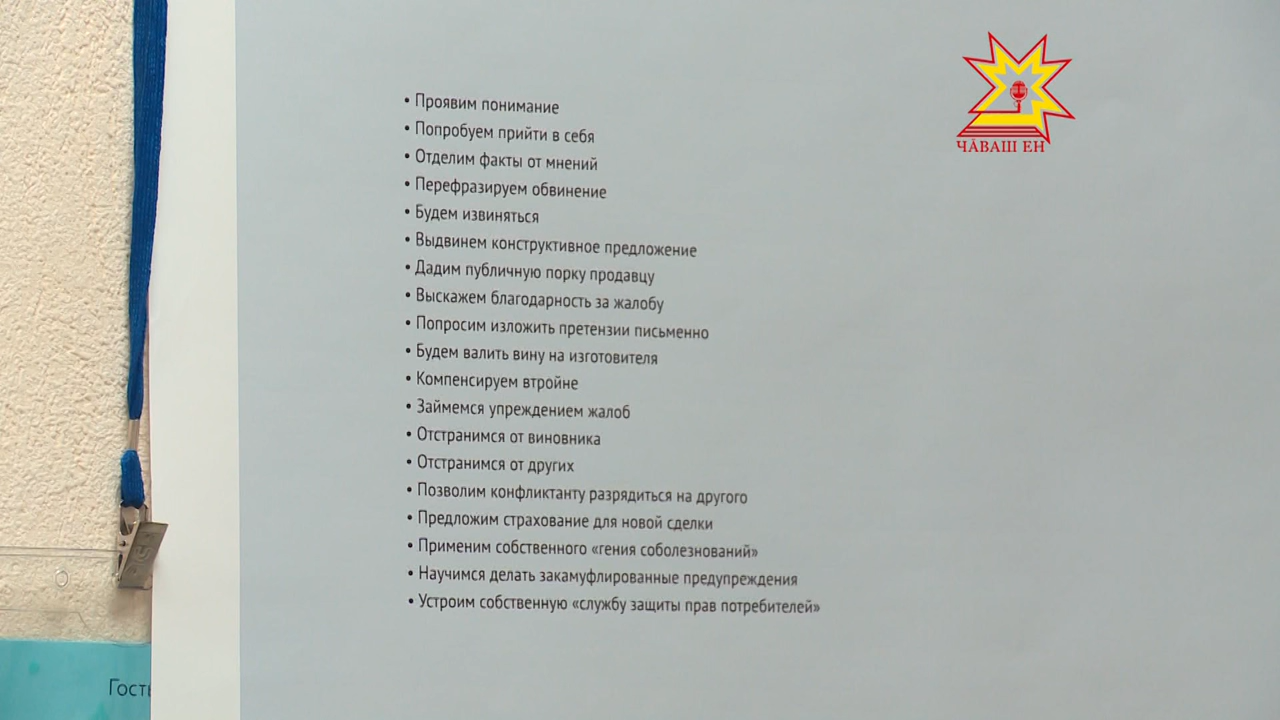 ЧӐВАШ ЕН
• Проявим понимание
• Попробуем прийти в себя
• Отделим факты от мнений
• Перефразируем обвинение
• Будем извиняться
• Выдвинем конструктивное предложение
• Дадим публичную порку продавцу
• Выскажем благодарность за жалобу
• Попросим изложить претензии письменно
• Будем валить вину на изготовителя
• Компенсируем втройне
• Займемся упреждением жалоб
• Отстранимся от виновника
• Отстранимся от других
• Позволим конфликтанту разрядиться на другого
• Предложим страхование для новой сделки
• Применим собственного «гения соболезнований»
• Научимся делать закамуфлированные предупреждения
• Устроим собственную «службу защиты прав потребителей»
Гость